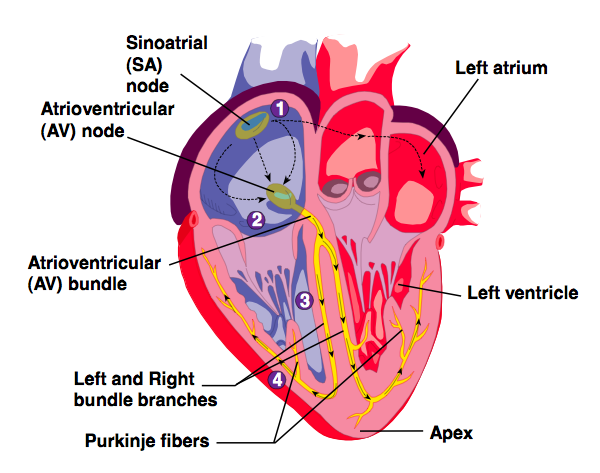 Sinoatrial
(SA)
node
Left atrium
Atrioventricular
(AV) node
1
2
Atrioventricular
(AV) bundle
3
Left ventricle
4
Left and Right
bundle branches
Purkinje fibers
Apex